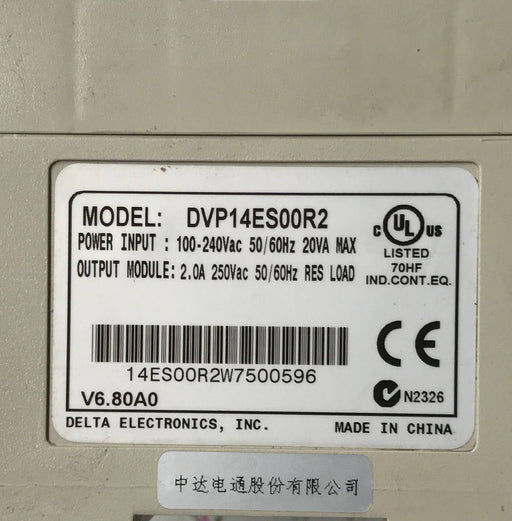 MODEL: DVP14ES00R2
POWER INPUT : 100-240Vac 50/60Hz 20VA MAX
OUTPUT MODULE: 2.0A 250Vac 50/60Hz RES LOAD
C UL US
LISTED
70HF
IND.CONT.EQ.
CE
14ES00R2W7500596
V6.80A0
N2326
DELTA ELECTRONICS, INC. MADE IN CHINA
中达电通股份有限公司